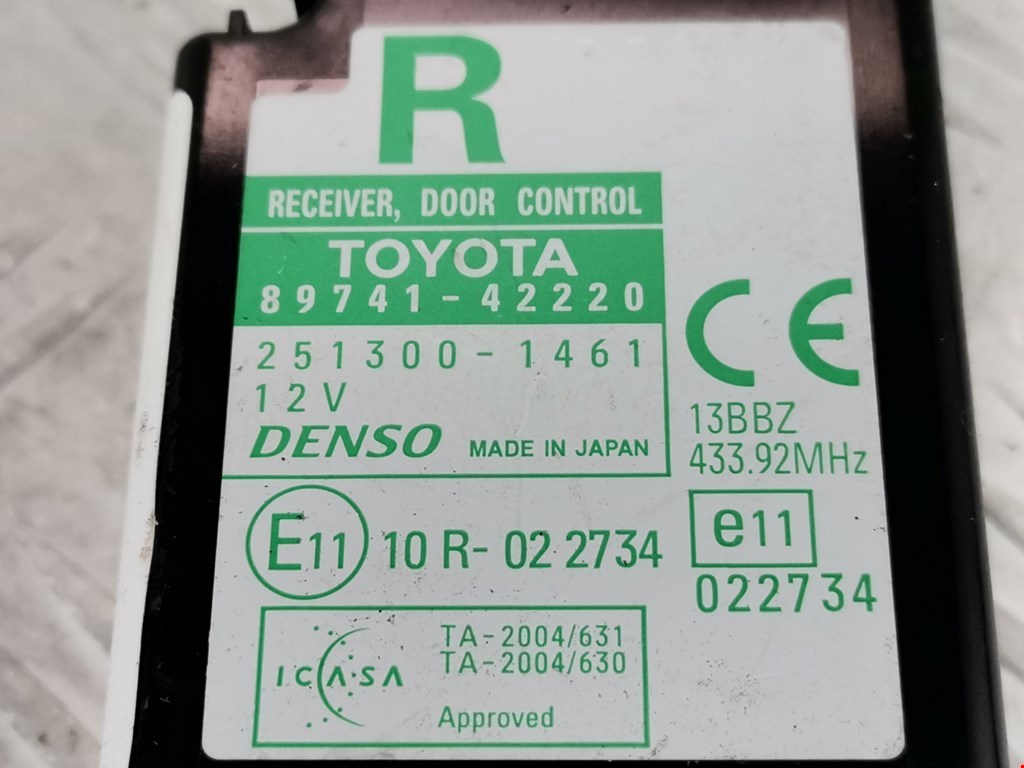 R
RECEIVER, DOOR CONTROL
TOYOTA
89741-42220
251300-1461
12V
DENSO MADE IN JAPAN
CE
13BBZ
433.92MHz
E11 10 R-02 2734
e11
022734
ICASA
TA-2004/631
TA-2004/630
Approved